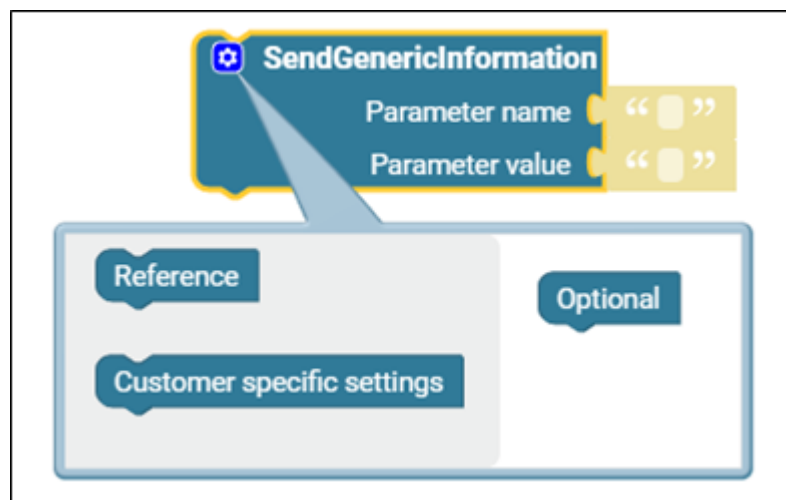 SendGenericInformation
Parameter name “ ”
Parameter value “ ”
Reference
Optional
Customer specific settings